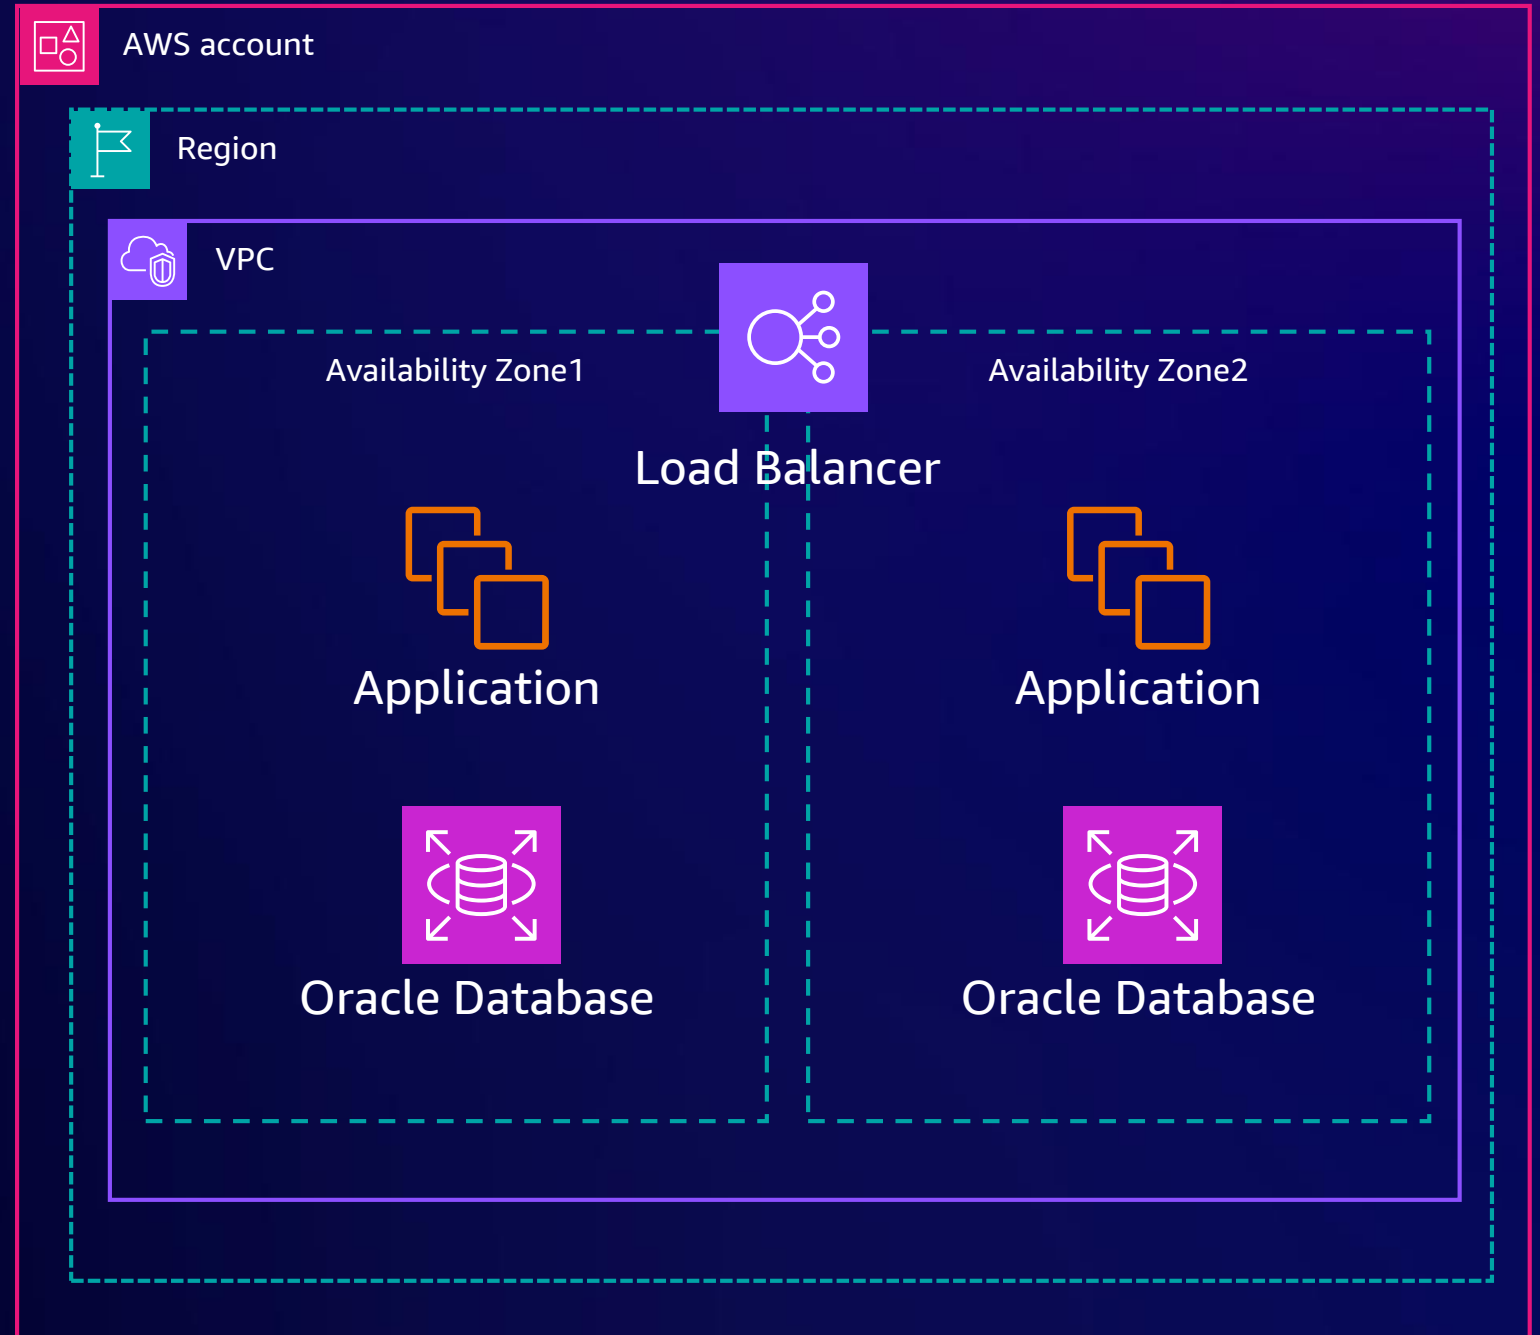 AWS account
Region
VPC
Availability Zone1
Availability Zone2
Load Balancer
Application
Application
Oracle Database
Oracle Database